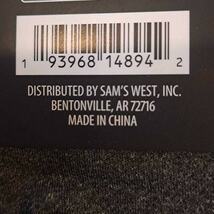 1 93968 14894 2
DISTRIBUTED BY SAM'S WEST, INC.
BENTONVILLE, AR 72716
MADE IN CHINA